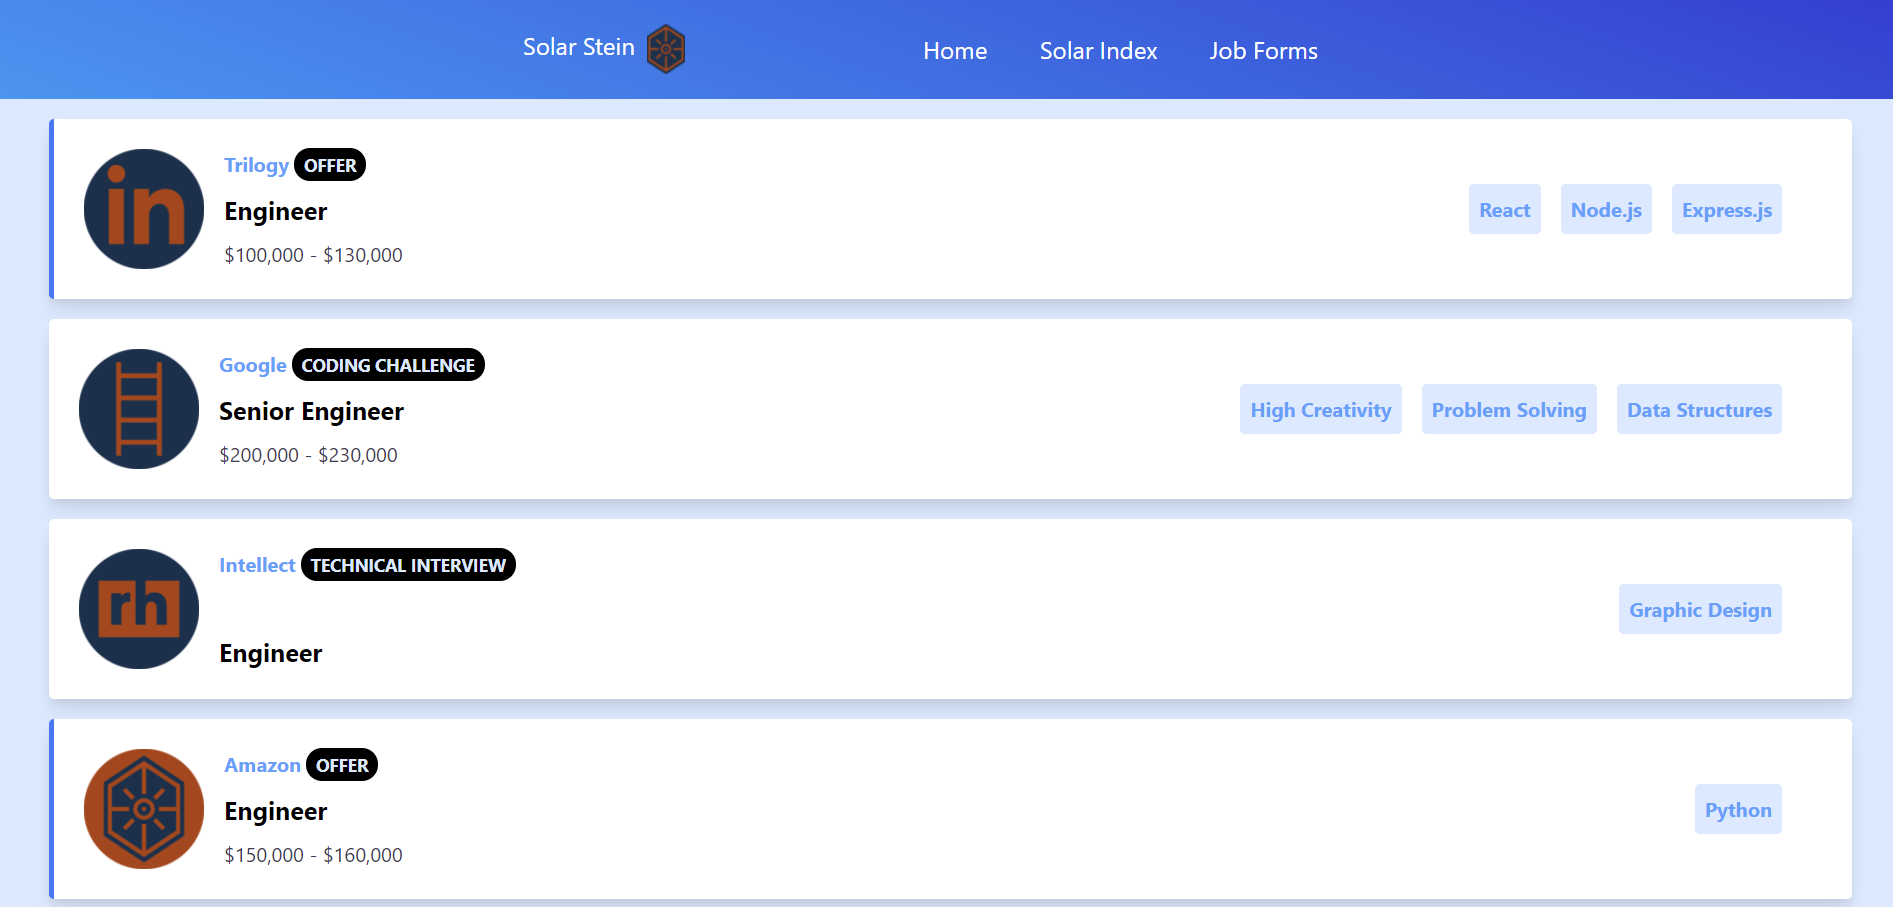 Solar Stein
Home Solar Index Job Forms
in
Trilogy OFFER
Engineer
$100,000 - $130,000
React Node.js Express.js
Google CODING CHALLENGE
Senior Engineer
$200,000 - $230,000
High Creativity Problem Solving Data Structures
rh
Intellect TECHNICAL INTERVIEW
Engineer
Graphic Design
Amazon OFFER
Engineer
$150,000 - $160,000
Python